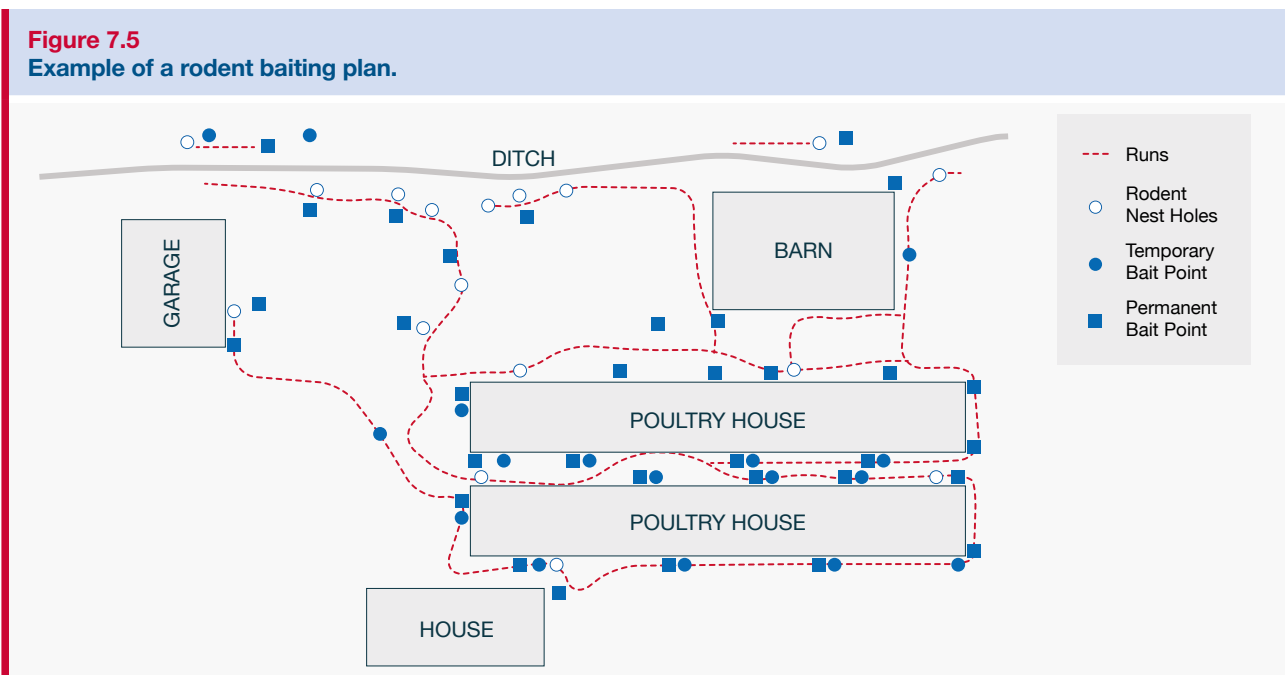 Figure 7.5
Example of a rodent baiting plan.
DITCH
GARAGE
BARN
POULTRY HOUSE
POULTRY HOUSE
HOUSE
Runs
Rodent
Nest Holes
Temporary
Bait Point
Permanent
Bait Point